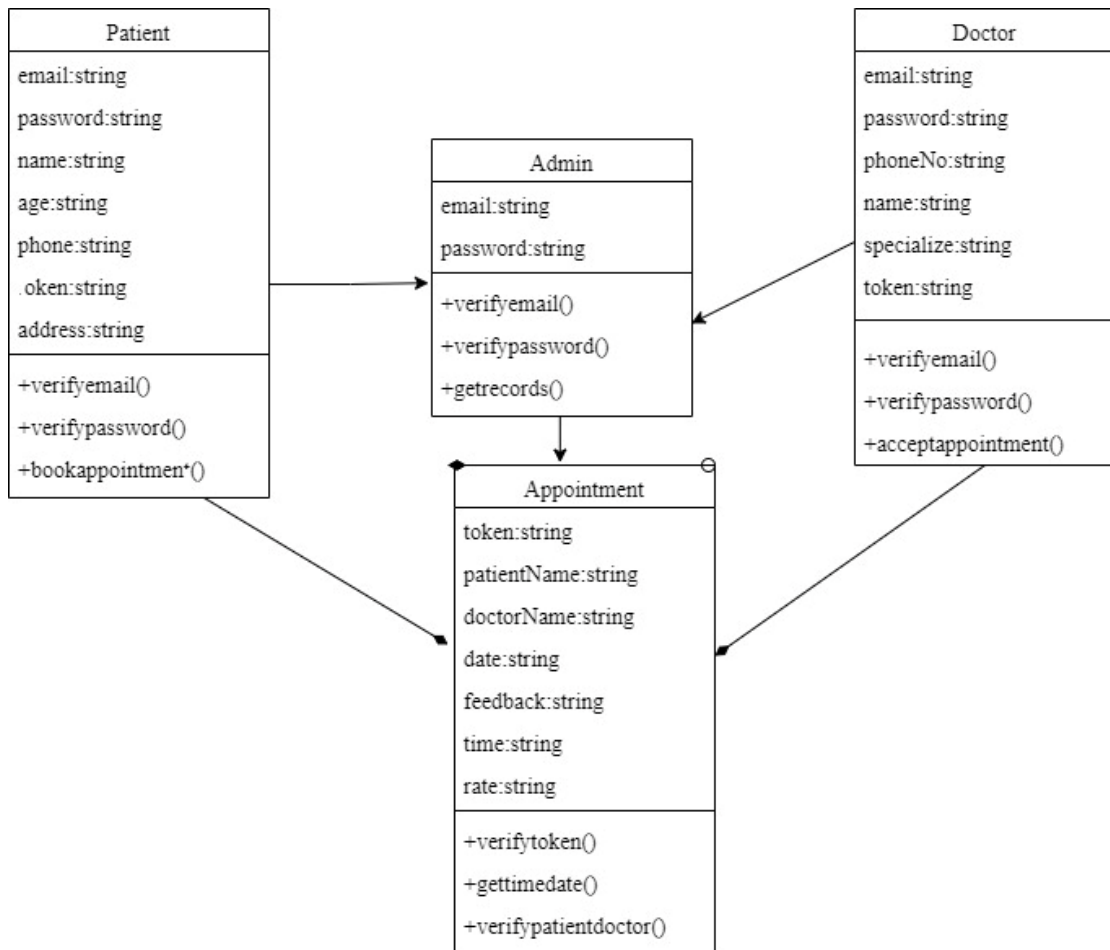 Patient
email:string
password:string
name:string
age:string
phone:string
.oken:string
address:string
+verifyemail()
+verifypassword()
+bookappointmen*()
Admin
email:string
password:string
+verifyemail()
+verifypassword()
+getrecords()
Doctor
email:string
password:string
phoneNo:string
name:string
specialize:string
token:string
+verifyemail()
+verifypassword()
+acceptappointment()
Appointment
token:string
patientName:string
doctorName:string
date:string
feedback:string
time:string
rate:string
+verifytoken()
+gettimedate()
+verifypatientdoctor()